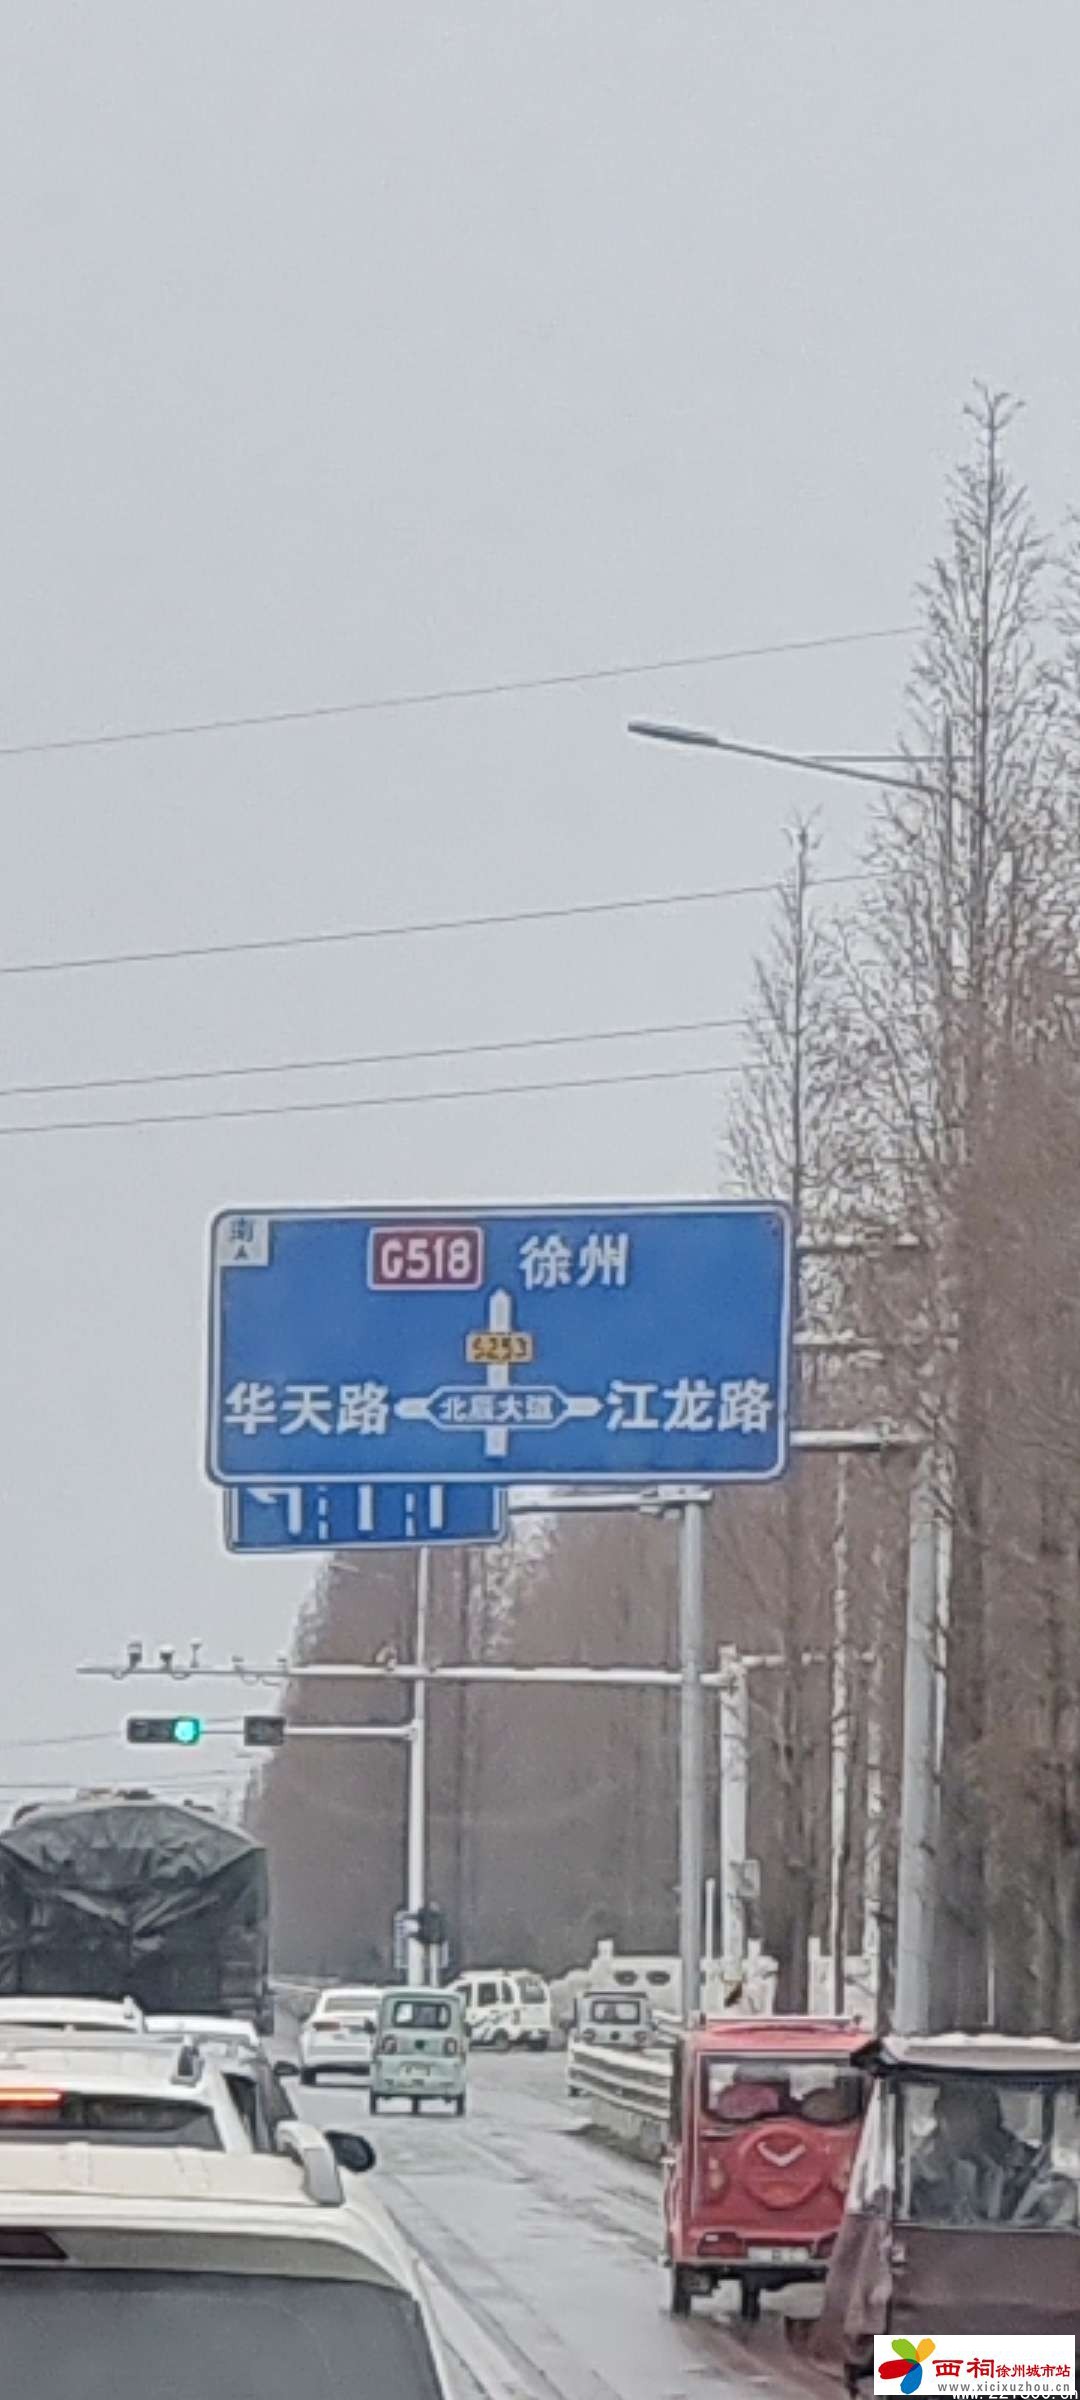 南
G518 徐州
S253
华天路 北辰大道 江龙路
西祠徐州城市站
www.xicixuzhou.cn